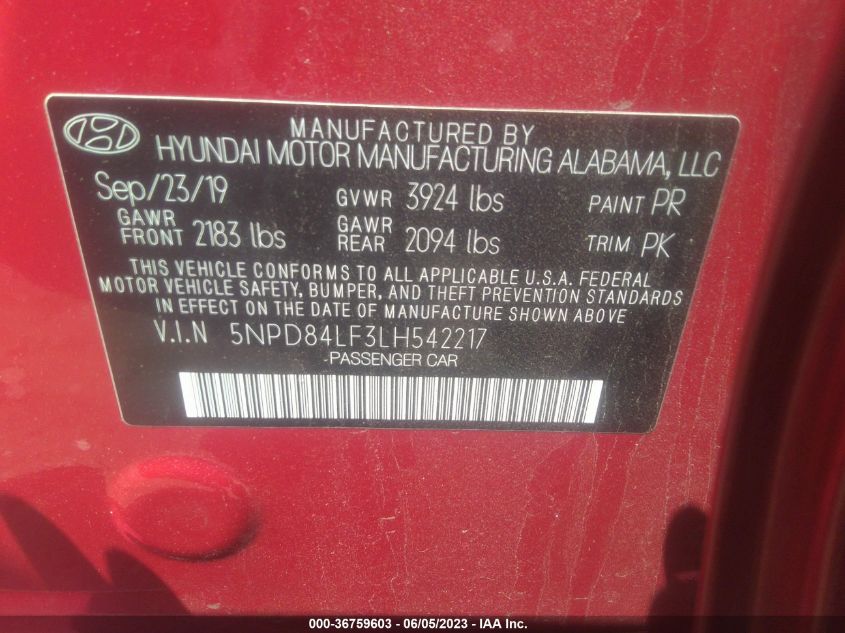 MANUFACTURED BY
HYUNDAI MOTOR MANUFACTURING ALABAMA, LLC
Sep/23/19 GVWR 3924 lbs PAINT PR
GAWR FRONT 2183 lbs GAWR REAR 2094 lbs TRIM PK
THIS VEHICLE CONFORMS TO ALL APPLICABLE U.S.A. FEDERAL
MOTOR VEHICLE SAFETY, BUMPER, AND THEFT PREVENTION STANDARDS
IN EFFECT ON THE DATE OF MANUFACTURE SHOWN ABOVE
V.I.N 5NPD84LF3LH542217
PASSENGER CAR
000-36759603 - 06/05/2023 - IAA Inc.